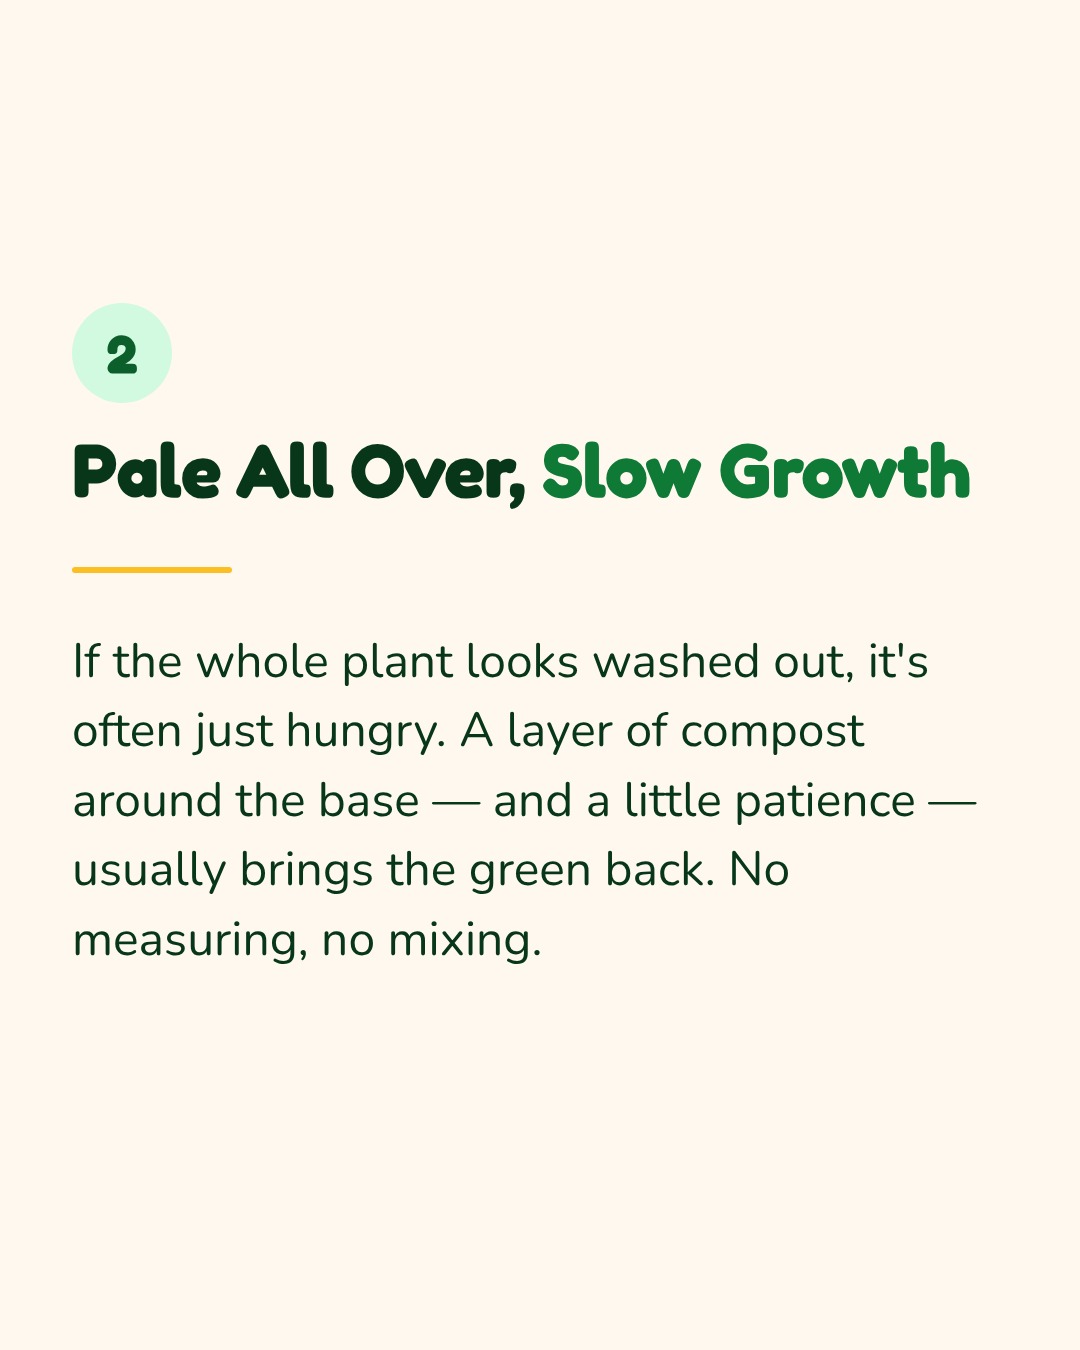 2
Pale All Over, Slow Growth
If the whole plant looks washed out, it's
often just hungry. A layer of compost
around the base — and a little patience —
usually brings the green back. No
measuring, no mixing.